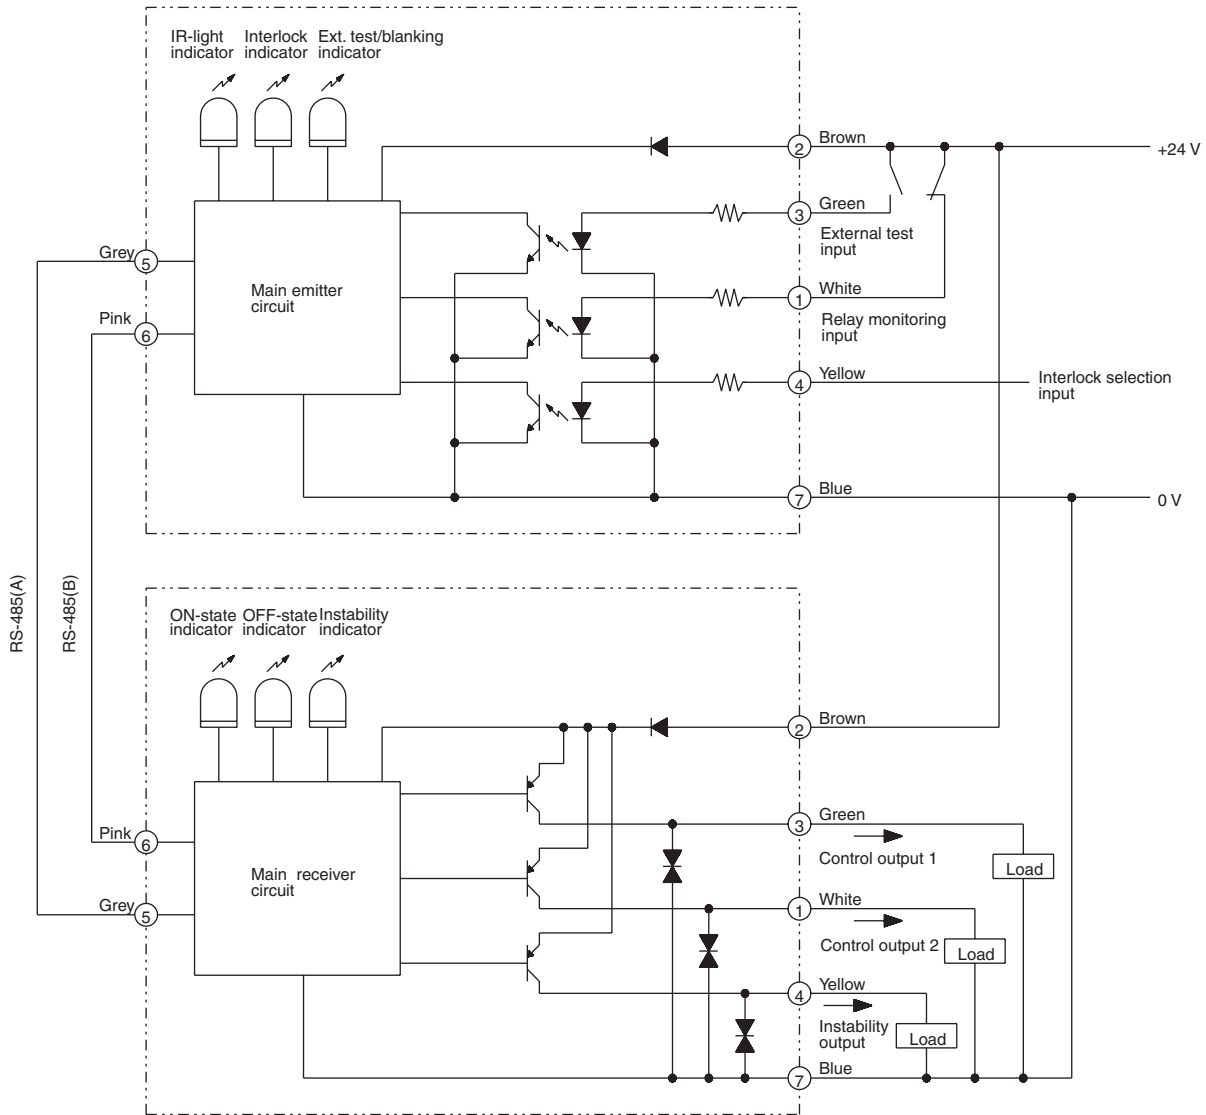 IR-light indicator
Interlock indicator
Ext. test/blanking indicator
2
Brown
+24 V
3
Green
External test input
Grey
5
Main emitter circuit
1
White
Relay monitoring input
Pink
6
4
Yellow
Interlock selection input
7
Blue
0 V
RS-485(A)
RS-485(B)
ON-state indicator
OFF-state indicator
Instability indicator
2
Brown
3
Green
Control output 1
Load
Pink
6
Main receiver circuit
Grey
5
1
White
Control output 2
Load
4
Yellow
Instability output
Load
7
Blue